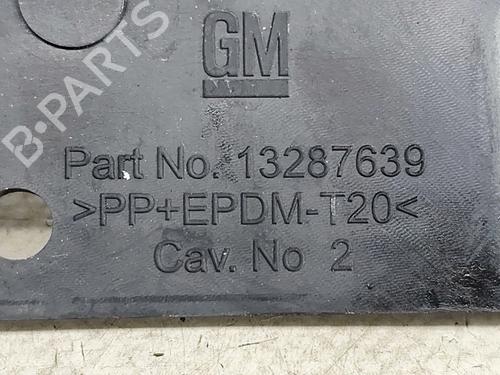 B-PARTS
GM
Part No. 13287639
>PP+EPDM-T20<
Cav. No 2